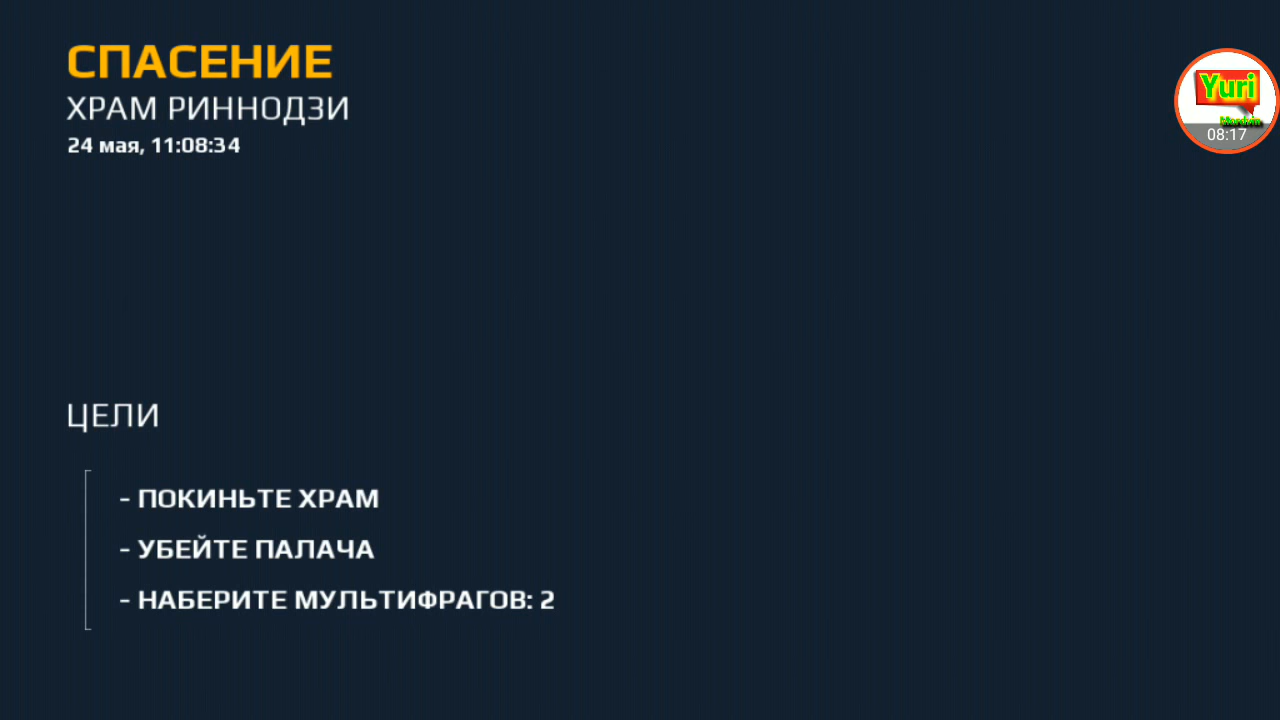 СПАСЕНИЕ
ХРАМ РИННОДЗИ
24 мая, 11:08:34
Yuri
Mordvin
08:17
ЦЕЛИ
- ПОКИНЬТЕ ХРАМ
- УБЕЙТЕ ПАЛАЧА
- НАБЕРИТЕ МУЛЬТИФРАГОВ: 2